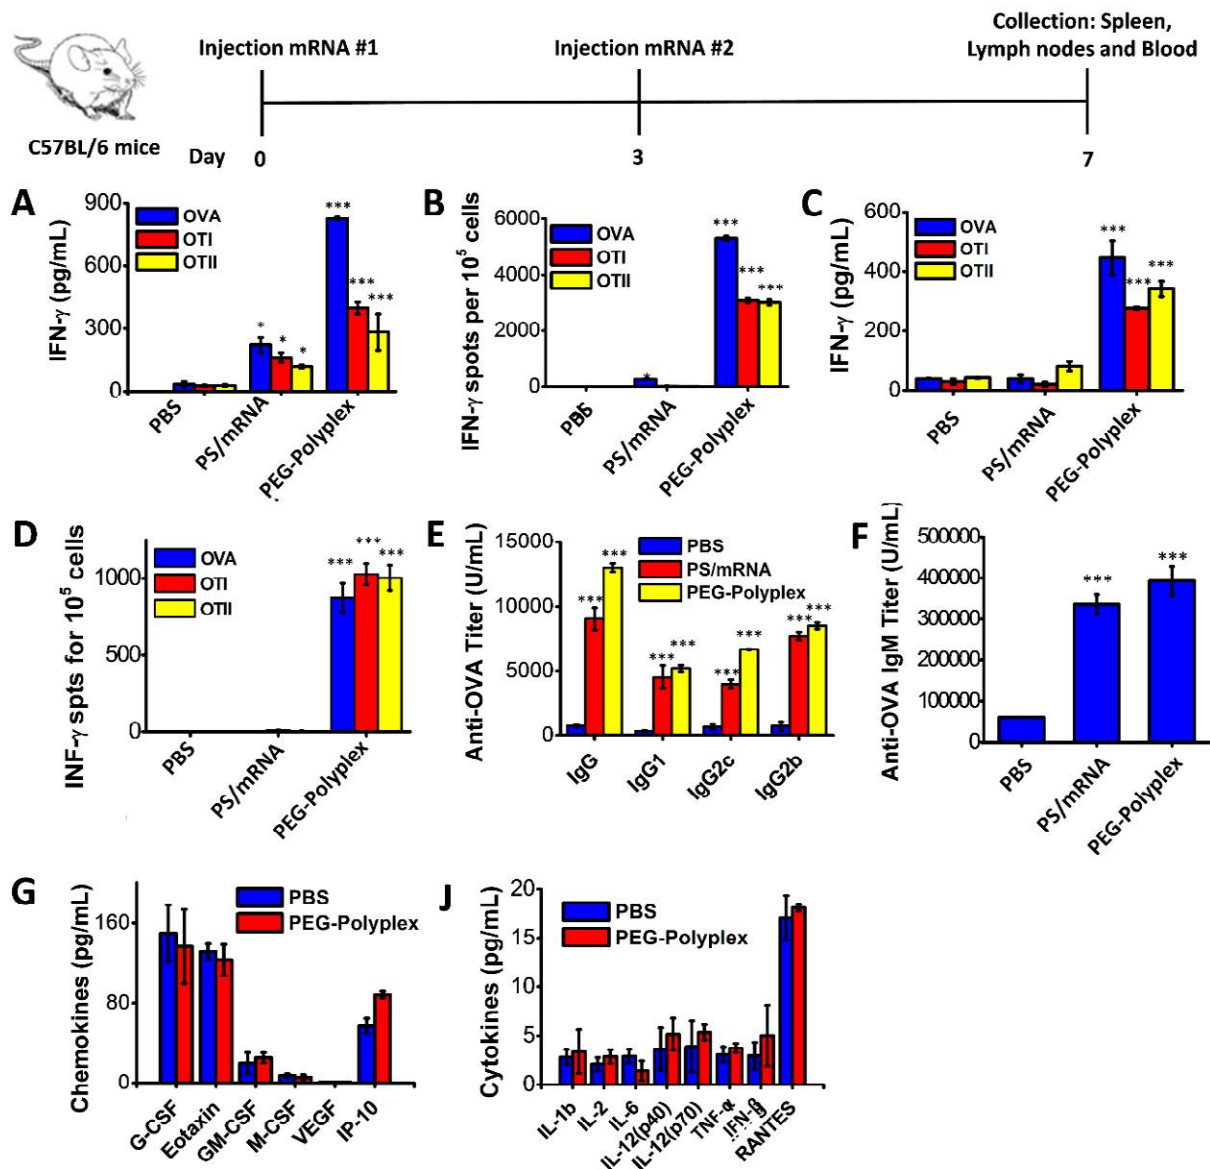 Collection: Spleen,
Injection mRNA #1
Injection mRNA #2
Lymph nodes and Blood
C57BL/6 mice
Day
0
3
7
A
IFN-γ (pg/mL)
900
600
300
0
OVA
OTI
OTII
*
*
*
***
***
***
PBS
PS/mRNA
PEG-Polyplex
B
IFN-γ spots per 10⁵ cells
6000
4000
2000
0
OVA
OTI
OTII
*
***
***
***
PBS
PS/mRNA
PEG-Polyplex
C
IFN-γ (pg/mL)
600
400
200
0
OVA
OTI
OTII
***
***
***
PBS
PS/mRNA
PEG-Polyplex
D
INF-γ spts for 10⁵ cells
1000
500
0
OVA
OTI
OTII
***
***
***
PBS
PS/mRNA
PEG-Polyplex
E
Anti-OVA Titer (U/mL)
15000
10000
5000
0
PBS
PS/mRNA
PEG-Polyplex
***
***
***
***
***
***
***
***
IgG
IgG1
IgG2c
IgG2b
F
Anti-OVA IgM Titer (U/mL)
500000
400000
300000
200000
100000
0
***
***
PBS
PS/mRNA
PEG-Polyplex
G
Chemokines (pg/mL)
160
80
0
PBS
PEG-Polyplex
G-CSF
Eotaxin
GM-CSF
M-CSF
VEGF
IP-10
J
Cytokines (pg/mL)
20
15
10
5
0
PBS
PEG-Polyplex
IL-1b
IL-2
IL-6
IL-12(p40)
IL-12(p70)
TNF-α
IFN-β
RANTES